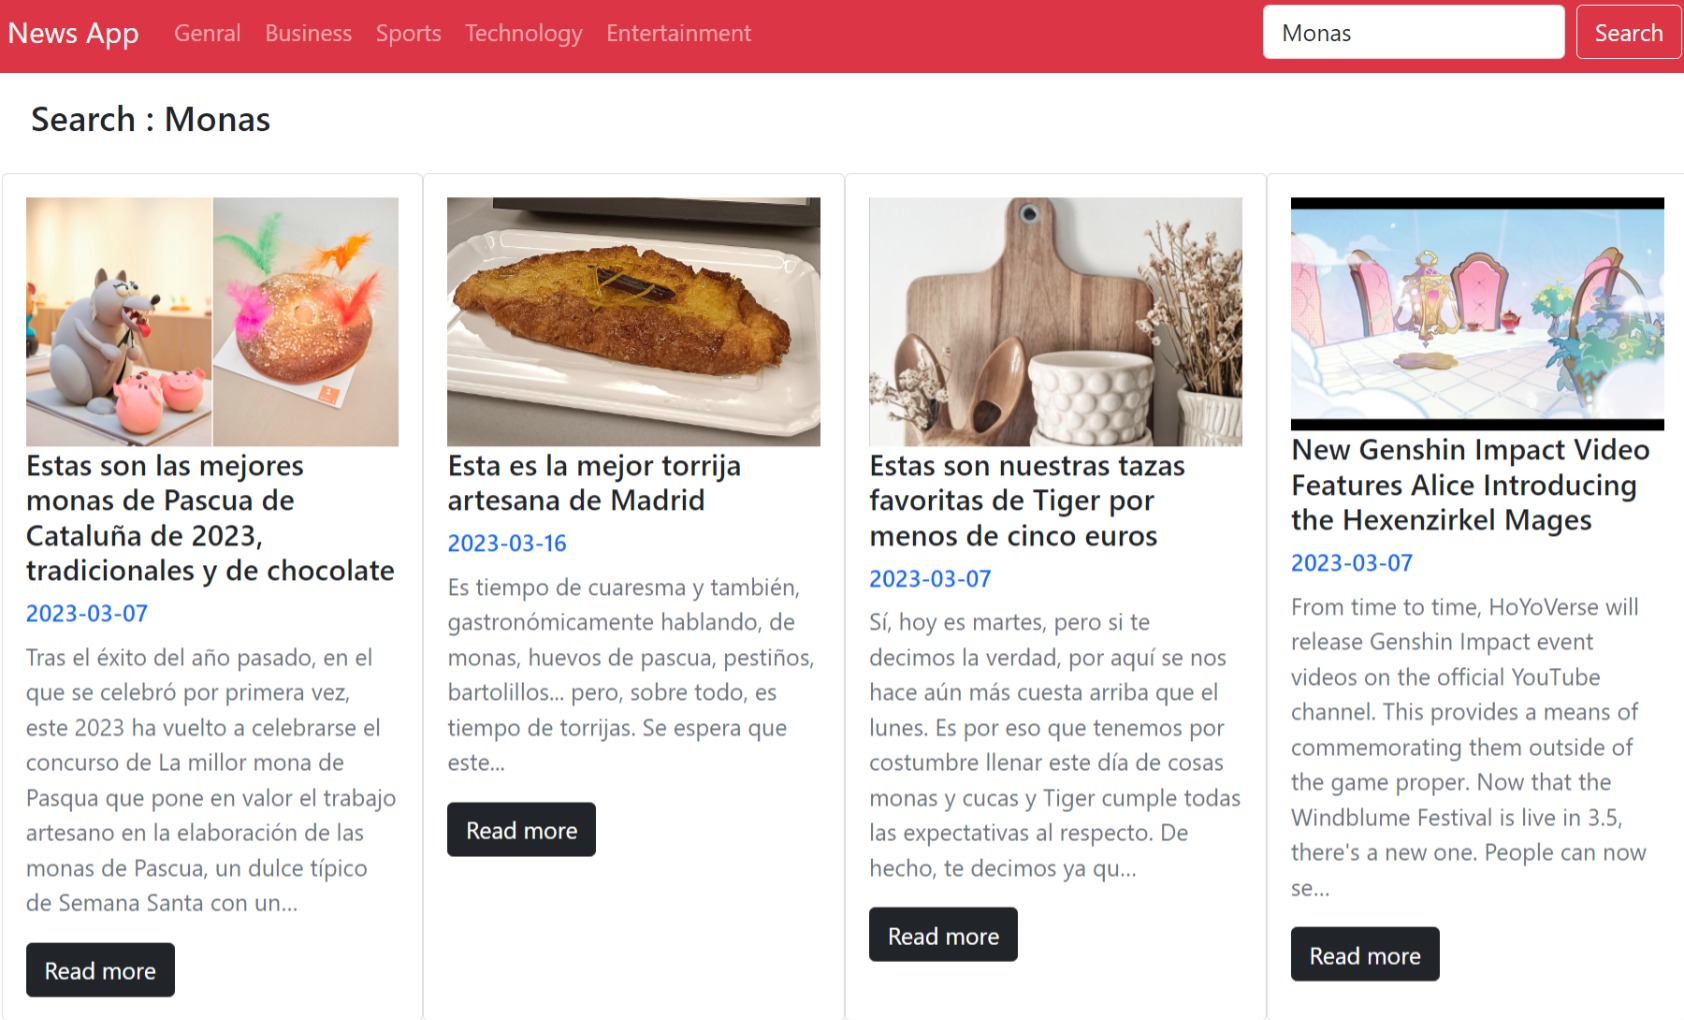 News App Genral Business Sports Technology Entertainment Monas Search
Search : Monas
Estas son las mejores
monas de Pascua de
Cataluña de 2023,
tradicionales y de chocolate
2023-03-07
Tras el éxito del año pasado, en el
que se celebró por primera vez,
este 2023 ha vuelto a celebrarse el
concurso de La millor mona de
Pasqua que pone en valor el trabajo
artesano en la elaboración de las
monas de Pascua, un dulce típico
de Semana Santa con un...
Read more
Esta es la mejor torrija
artesana de Madrid
2023-03-16
Es tiempo de cuaresma y también,
gastronómicamente hablando, de
monas, huevos de pascua, pestiños,
bartolillos... pero, sobre todo, es
tiempo de torrijas. Se espera que
este...
Read more
Estas son nuestras tazas
favoritas de Tiger por
menos de cinco euros
2023-03-07
Sí, hoy es martes, pero si te
decimos la verdad, por aquí se nos
hace aún más cuesta arriba que el
lunes. Es por eso que tenemos por
costumbre llenar este día de cosas
monas y cucas y Tiger cumple todas
las expectativas al respecto. De
hecho, te decimos ya qu...
Read more
New Genshin Impact Video
Features Alice Introducing
the Hexenzirkel Mages
2023-03-07
From time to time, HoYoVerse will
release Genshin Impact event
videos on the official YouTube
channel. This provides a means of
commemorating them outside of
the game proper. Now that the
Windblume Festival is live in 3.5,
there's a new one. People can now
se...
Read more